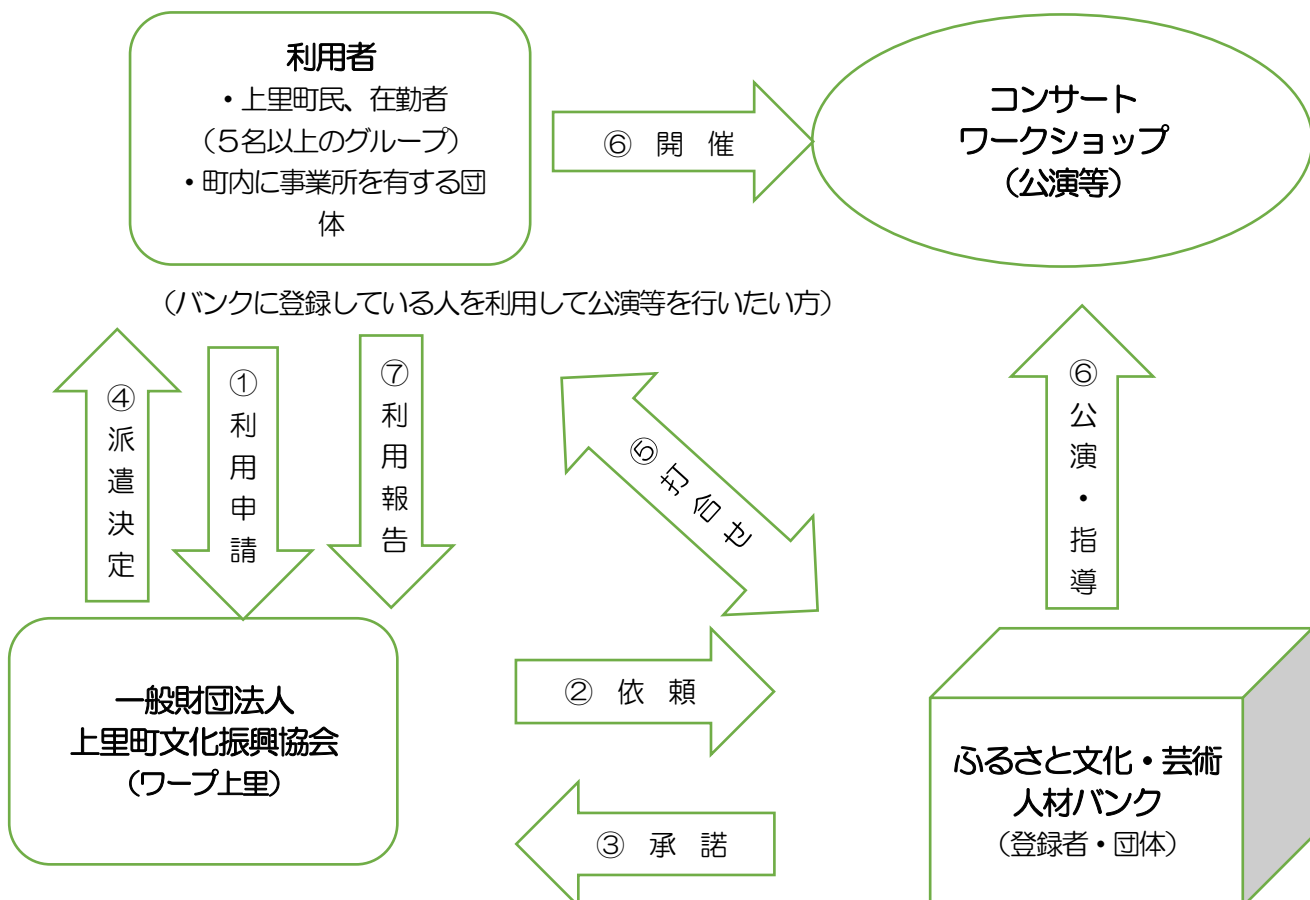 利用者
・上里町民、在勤者
（５名以上のグループ）
・町内に事業所を有する団
体
⑥ 開 催
コンサート
ワークショップ
（公演等）
（バンクに登録している人を利用して公演等を行いたい方）
④派遣決定
①利用申請
⑦利用報告
⑤ 打合せ
⑥公演・指導
一般財団法人
上里町文化振興協会
（ワープ上里）
② 依 頼
③ 承 諾
ふるさと文化・芸術
人材バンク
（登録者・団体）